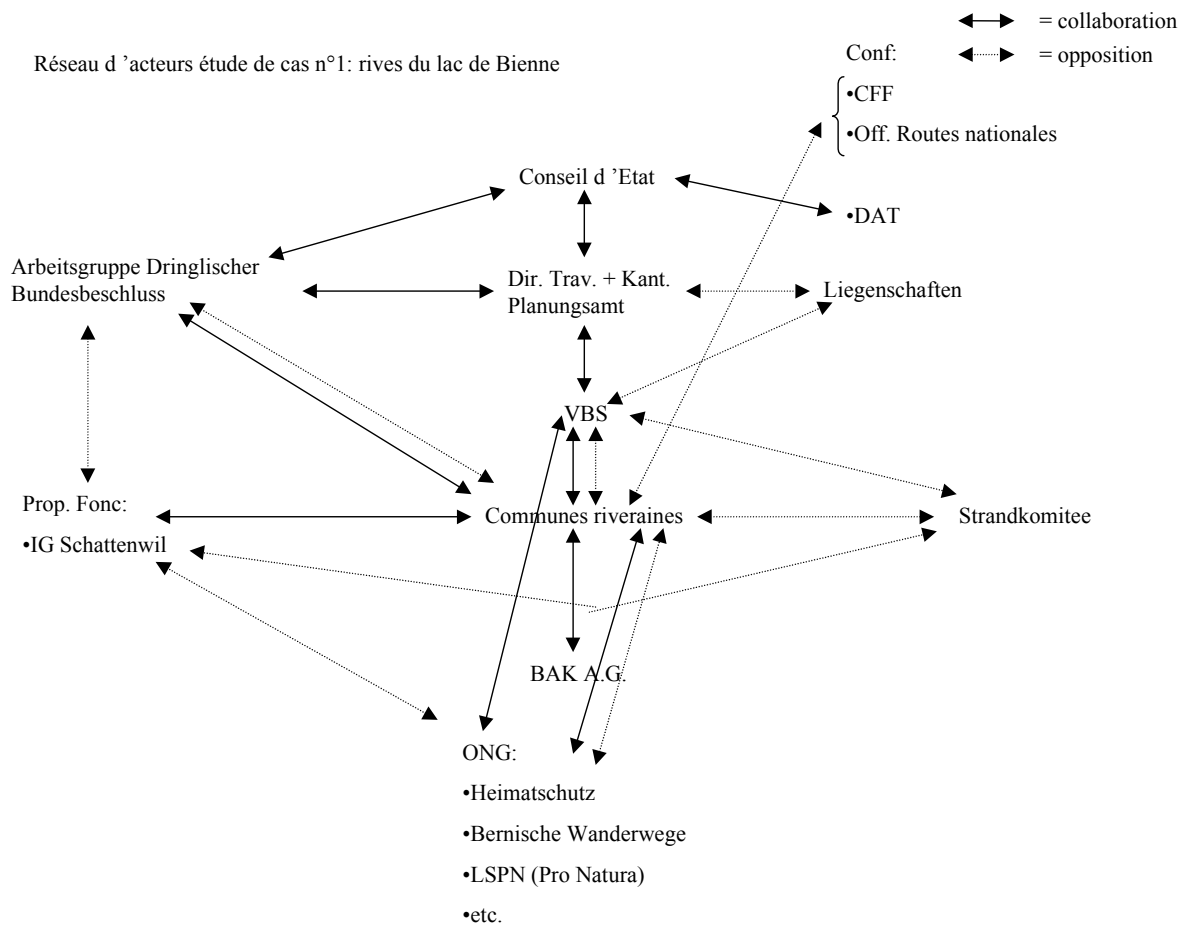 = collaboration
Conf:
= opposition
Réseau d ’acteurs étude de cas n°1: rives du lac de Bienne
•CFF
•Off. Routes nationales
Conseil d ’Etat
•DAT
Arbeitsgruppe Dringlischer
Bundesbeschluss
Dir. Trav. + Kant.
Planungsamt
Liegenschaften
VBS
Prop. Fonc:
•IG Schattenwil
Communes riveraines
Strandkomitee
BAK A.G.
ONG:
•Heimatschutz
•Bernische Wanderwege
•LSPN (Pro Natura)
•etc.